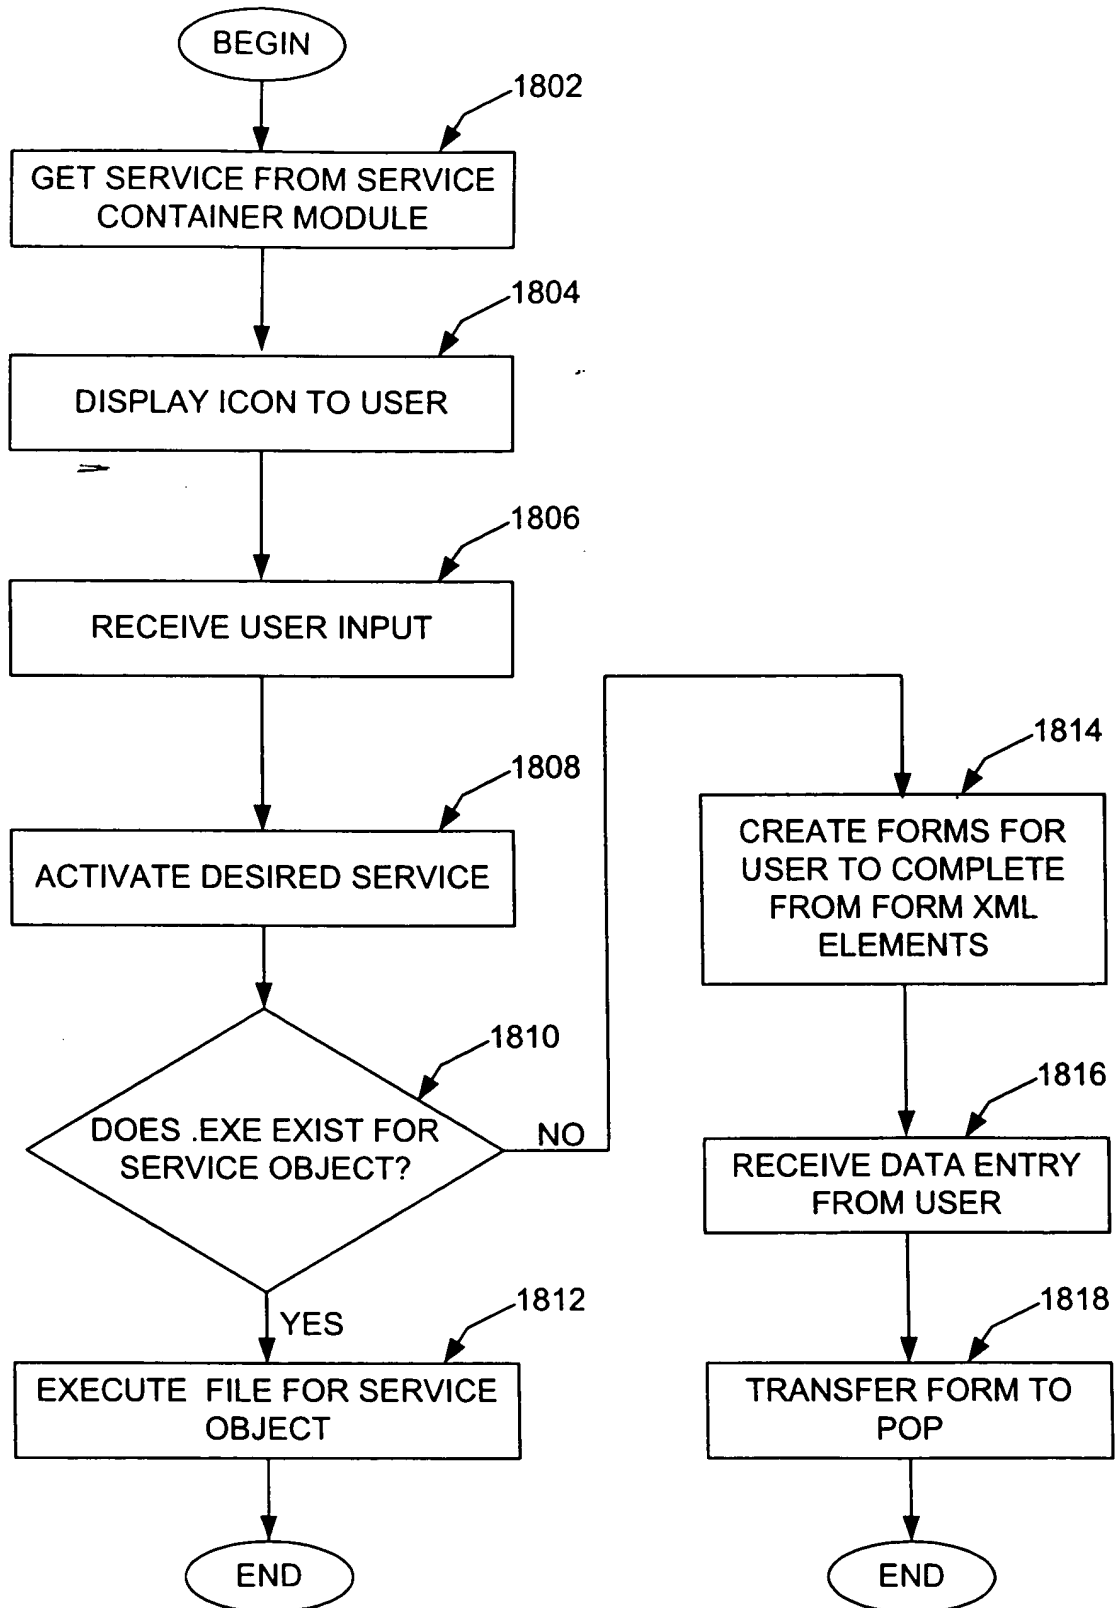 BEGIN
1802
GET SERVICE FROM SERVICE
CONTAINER MODULE
1804
DISPLAY ICON TO USER
1806
RECEIVE USER INPUT
1808
ACTIVATE DESIRED SERVICE
1810
DOES .EXE EXIST FOR
SERVICE OBJECT?
NO
YES
1812
EXECUTE FILE FOR SERVICE
OBJECT
END
1814
CREATE FORMS FOR
USER TO COMPLETE
FROM FORM XML
ELEMENTS
1816
RECEIVE DATA ENTRY
FROM USER
1818
TRANSFER FORM TO
POP
END